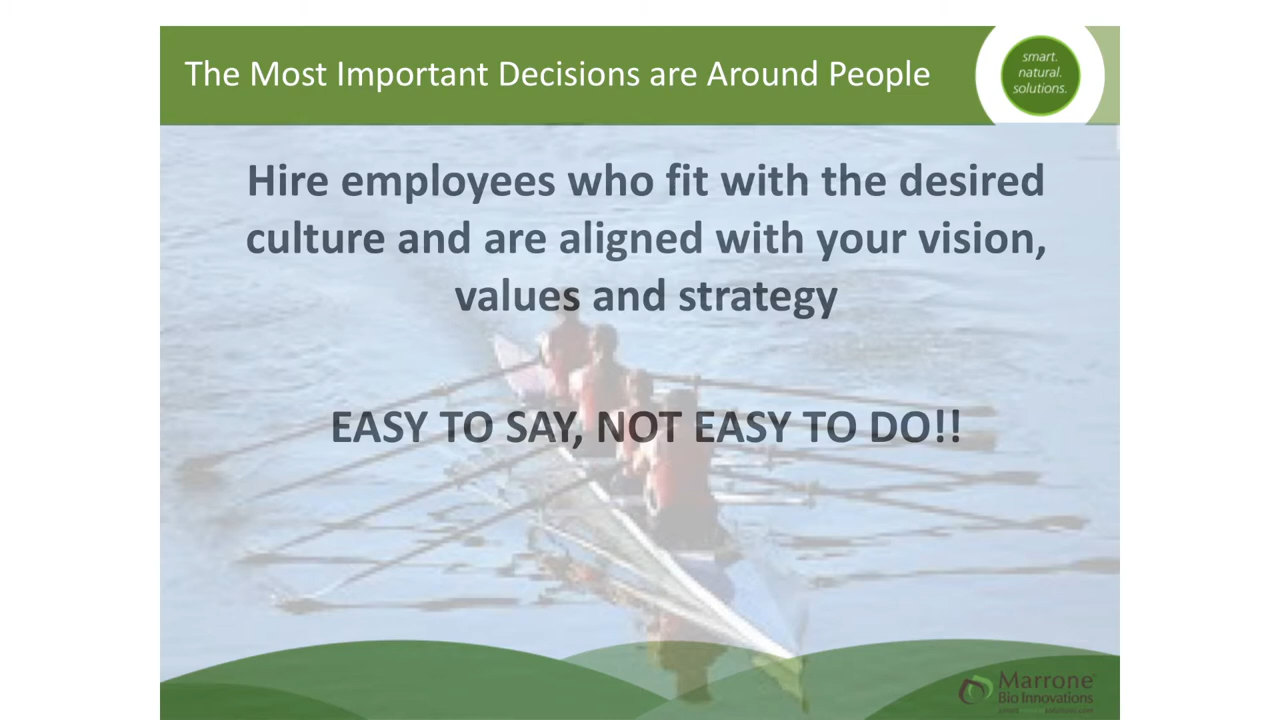 The Most Important Decisions are Around People
smart.
natural.
solutions.
Hire employees who fit with the desired
culture and are aligned with your vision,
values and strategy
EASY TO SAY, NOT EASY TO DO!!
Marrone
Bio Innovations